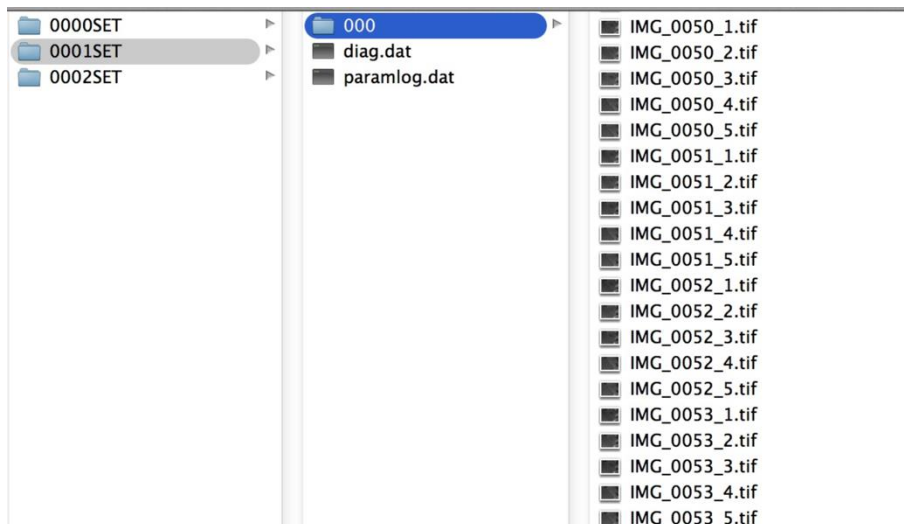 0000SET
0001SET
0002SET
000
diag.dat
paramlog.dat
IMG_0050_1.tif
IMG_0050_2.tif
IMG_0050_3.tif
IMG_0050_4.tif
IMG_0050_5.tif
IMG_0051_1.tif
IMG_0051_2.tif
IMG_0051_3.tif
IMG_0051_4.tif
IMG_0051_5.tif
IMG_0052_1.tif
IMG_0052_2.tif
IMG_0052_3.tif
IMG_0052_4.tif
IMG_0052_5.tif
IMG_0053_1.tif
IMG_0053_2.tif
IMG_0053_3.tif
IMG_0053_4.tif
IMG_0053_5.tif